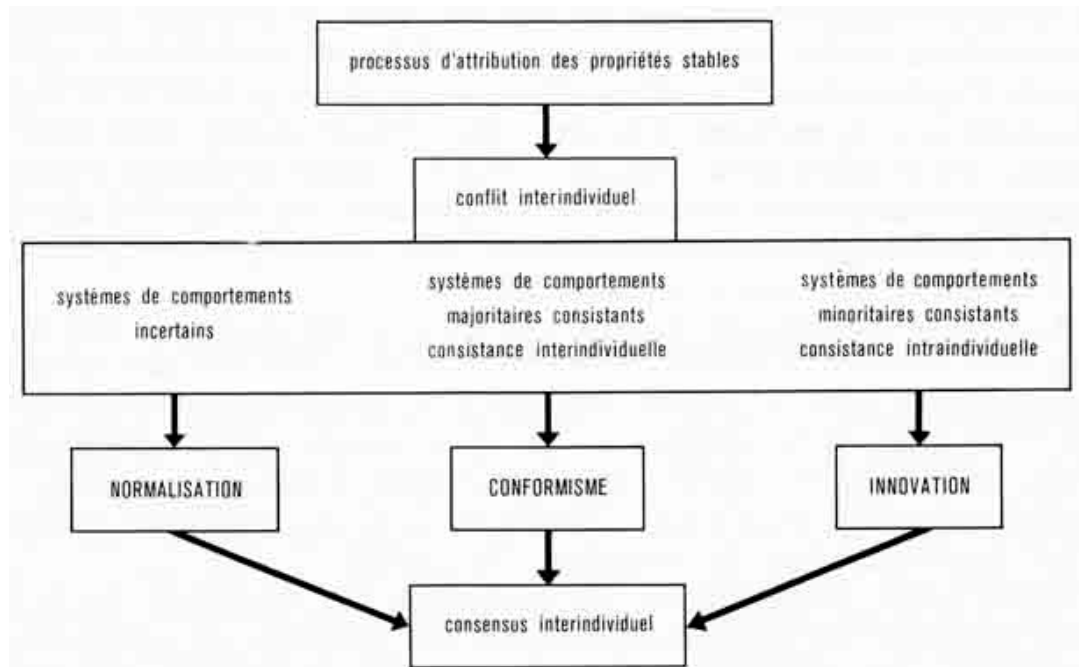 processus d'attribution des propriétés stables
conflit interindividuel
systèmes de comportements
incertains
systèmes de comportements
majoritaires consistants
consistance interindividuelle
systèmes de comportements
minoritaires consistants
consistance intraindividuelle
NORMALISATION
CONFORMISME
INNOVATION
consensus interindividuel